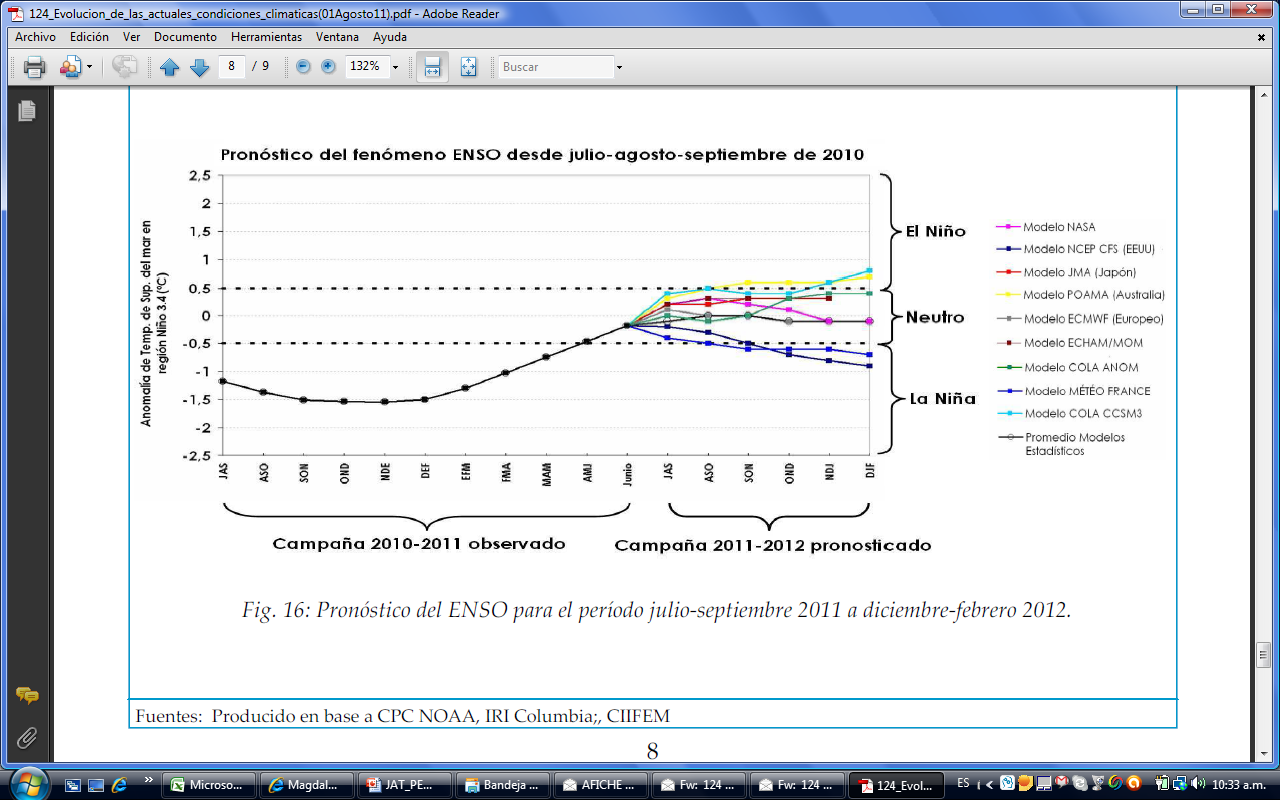 124_Evolucion_de_las_actuales_condiciones_climaticas(01Agosto11).pdf - Adobe Reader
Archivo Edición Ver Documento Herramientas Ventana Ayuda
8 / 9 132% Buscar
Pronóstico del fenómeno ENSO desde julio-agosto-septiembre de 2010
Anomalía de Temp. de Sup. del mar en
región Niño 3.4 (°C)
2,5
2
1,5
1
0,5
0
-0,5
-1
-1,5
-2
-2,5
JAS ASO SON OND NDE DEF EFM FMA MAM AMJ Junio JAS ASO SON OND NDJ DJF
El Niño
Neutro
La Niña
Modelo NASA
Modelo NCEP CFS (EEUU)
Modelo JMA (Japón)
Modelo POAMA (Australia)
Modelo ECMWF (Europeo)
Modelo ECHAM/MOM
Modelo COLA ANOM
Modelo MÉTÉO FRANCE
Modelo COLA CCSM3
Promedio Modelos
Estadísticos
Campaña 2010-2011 observado
Campaña 2011-2012 pronosticado
Fig. 16: Pronóstico del ENSO para el período julio-septiembre 2011 a diciembre-febrero 2012.
Fuentes: Producido en base a CPC NOAA, IRI Columbia;, CIIFEM
8
Microso... Magdal... JAT_PE... Bandeja ... AFICHE ... Fw: 124 ... Fw: 124 ... 124_Evol... ES 10:33 a.m.